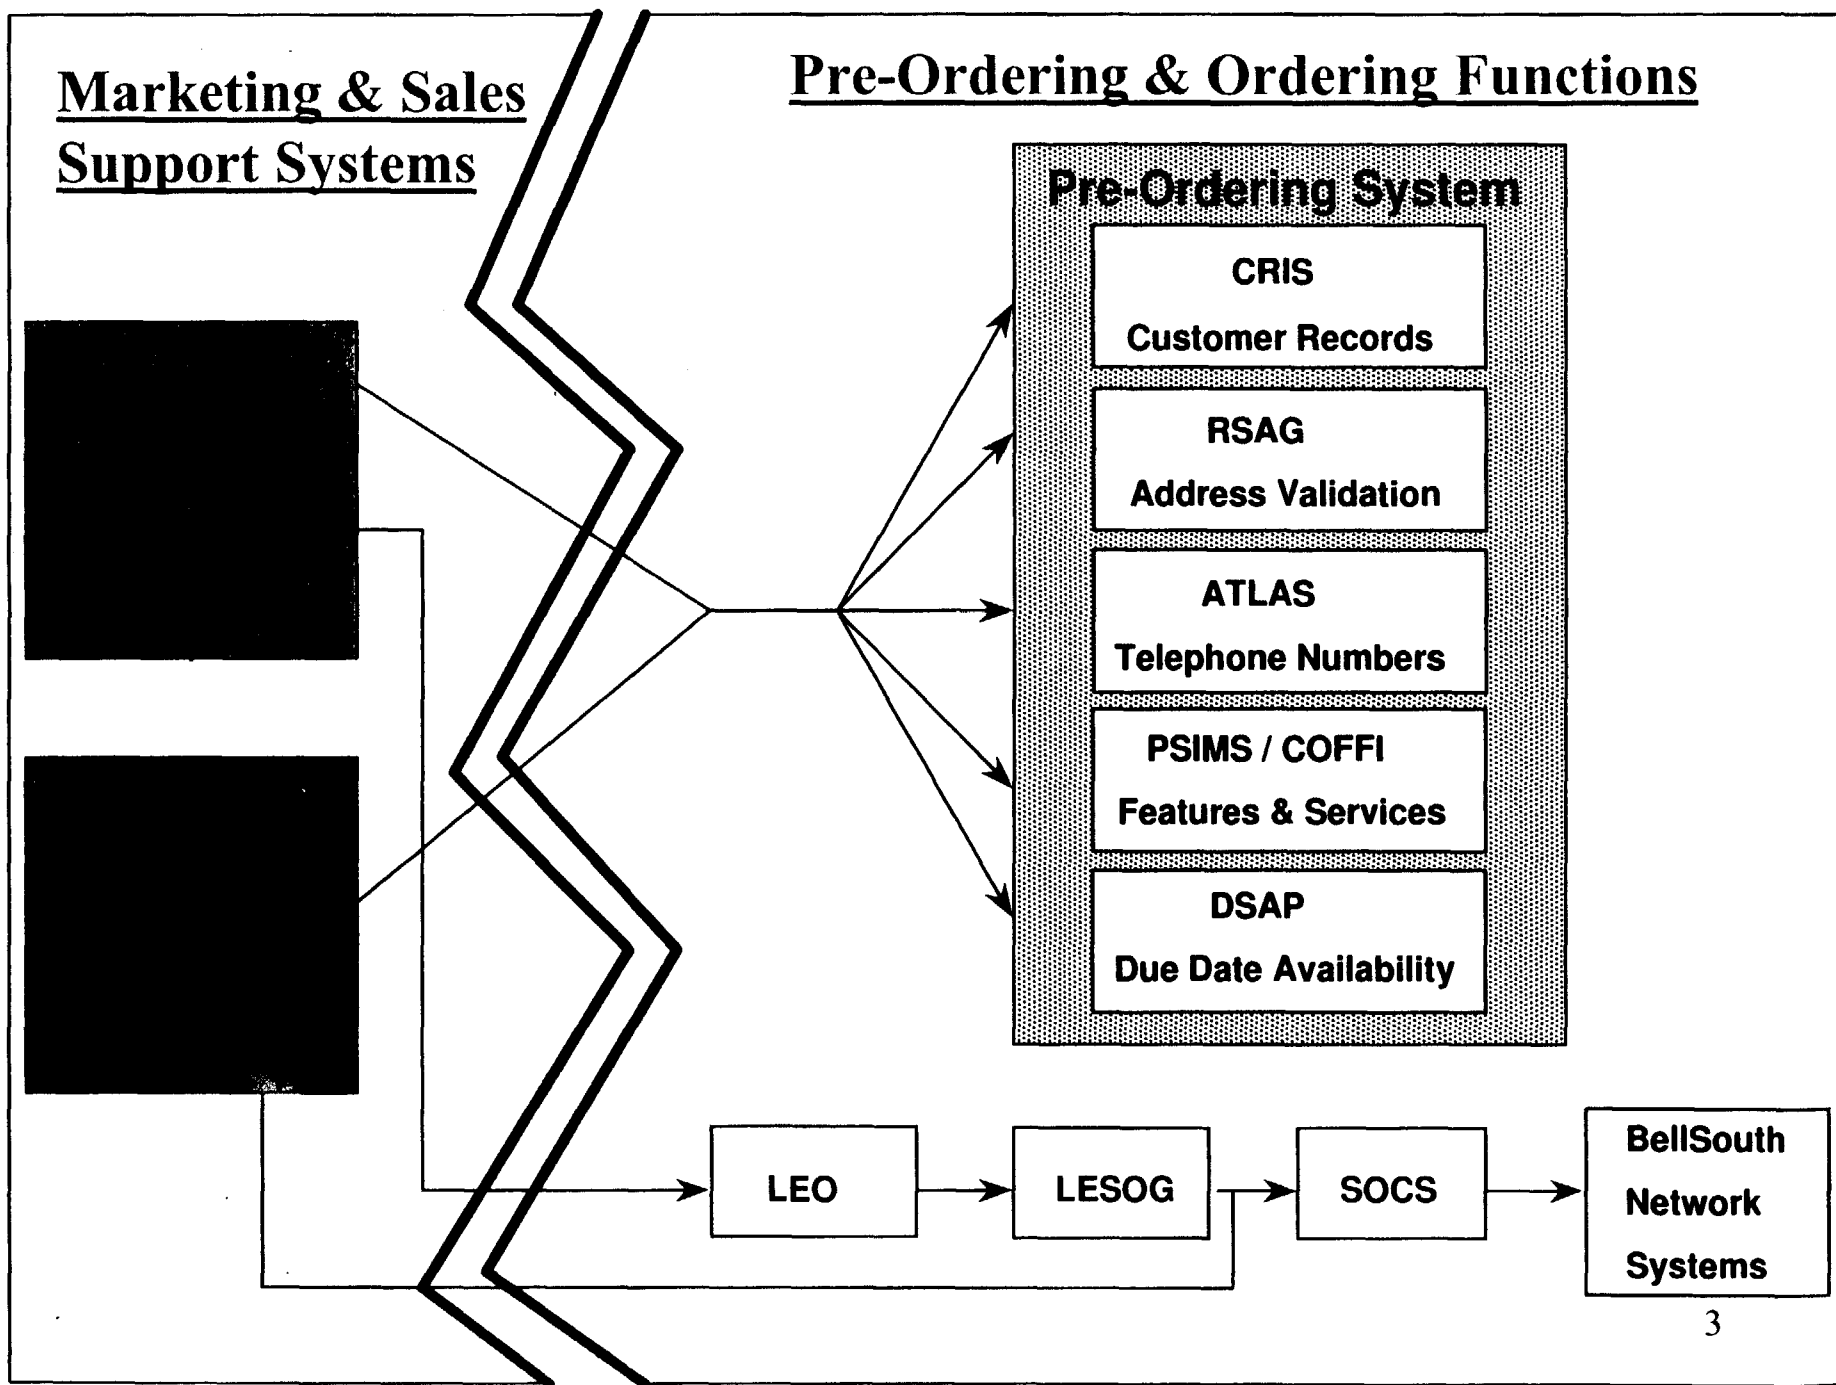 Marketing & Sales
Support Systems
Pre-Ordering & Ordering Functions
Pre-Ordering System
CRIS
Customer Records
RSAG
Address Validation
ATLAS
Telephone Numbers
PSIMS / COFFI
Features & Services
DSAP
Due Date Availability
LEO
LESOG
SOCS
BellSouth
Network
Systems
3